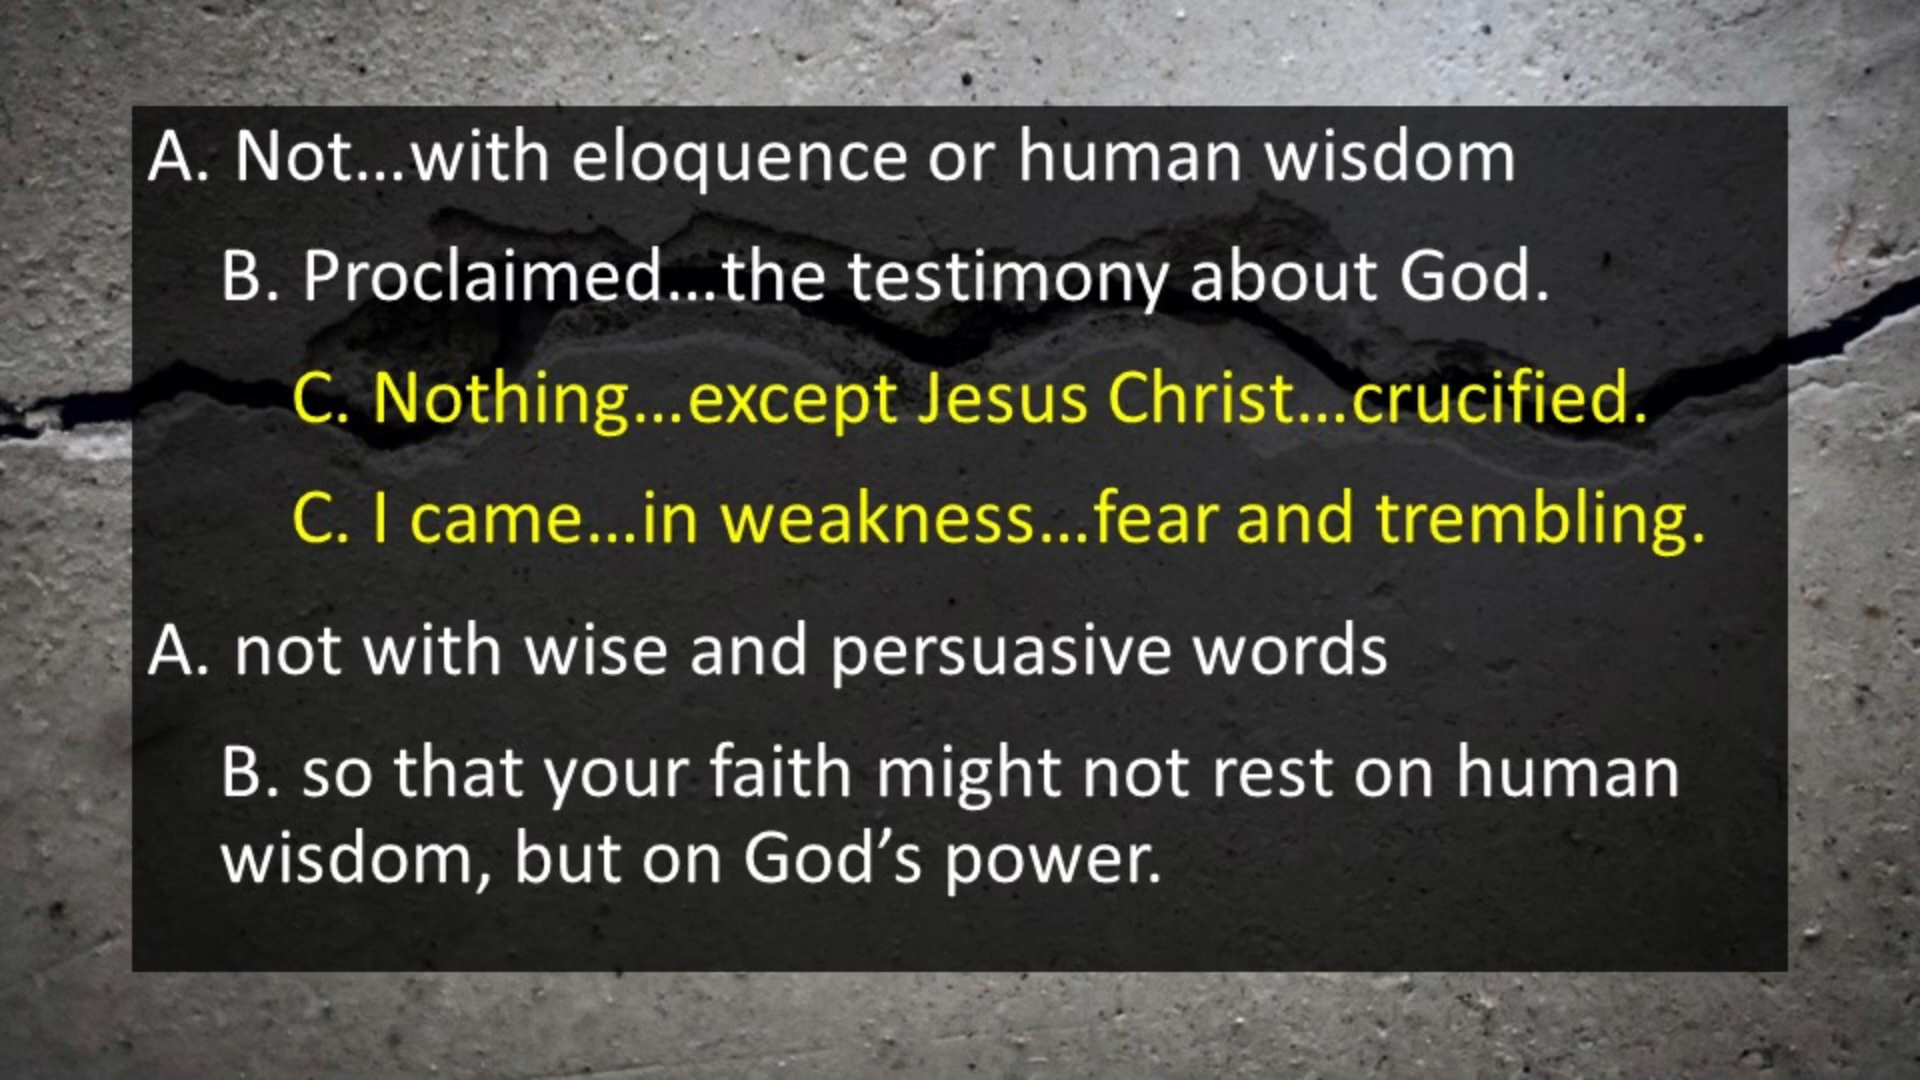 A. Not...with eloquence or human wisdom
B. Proclaimed...the testimony about God.
C. Nothing...except Jesus Christ...crucified.
C. I came...in weakness...fear and trembling.
A. not with wise and persuasive words
B. so that your faith might not rest on human
wisdom, but on God’s power.